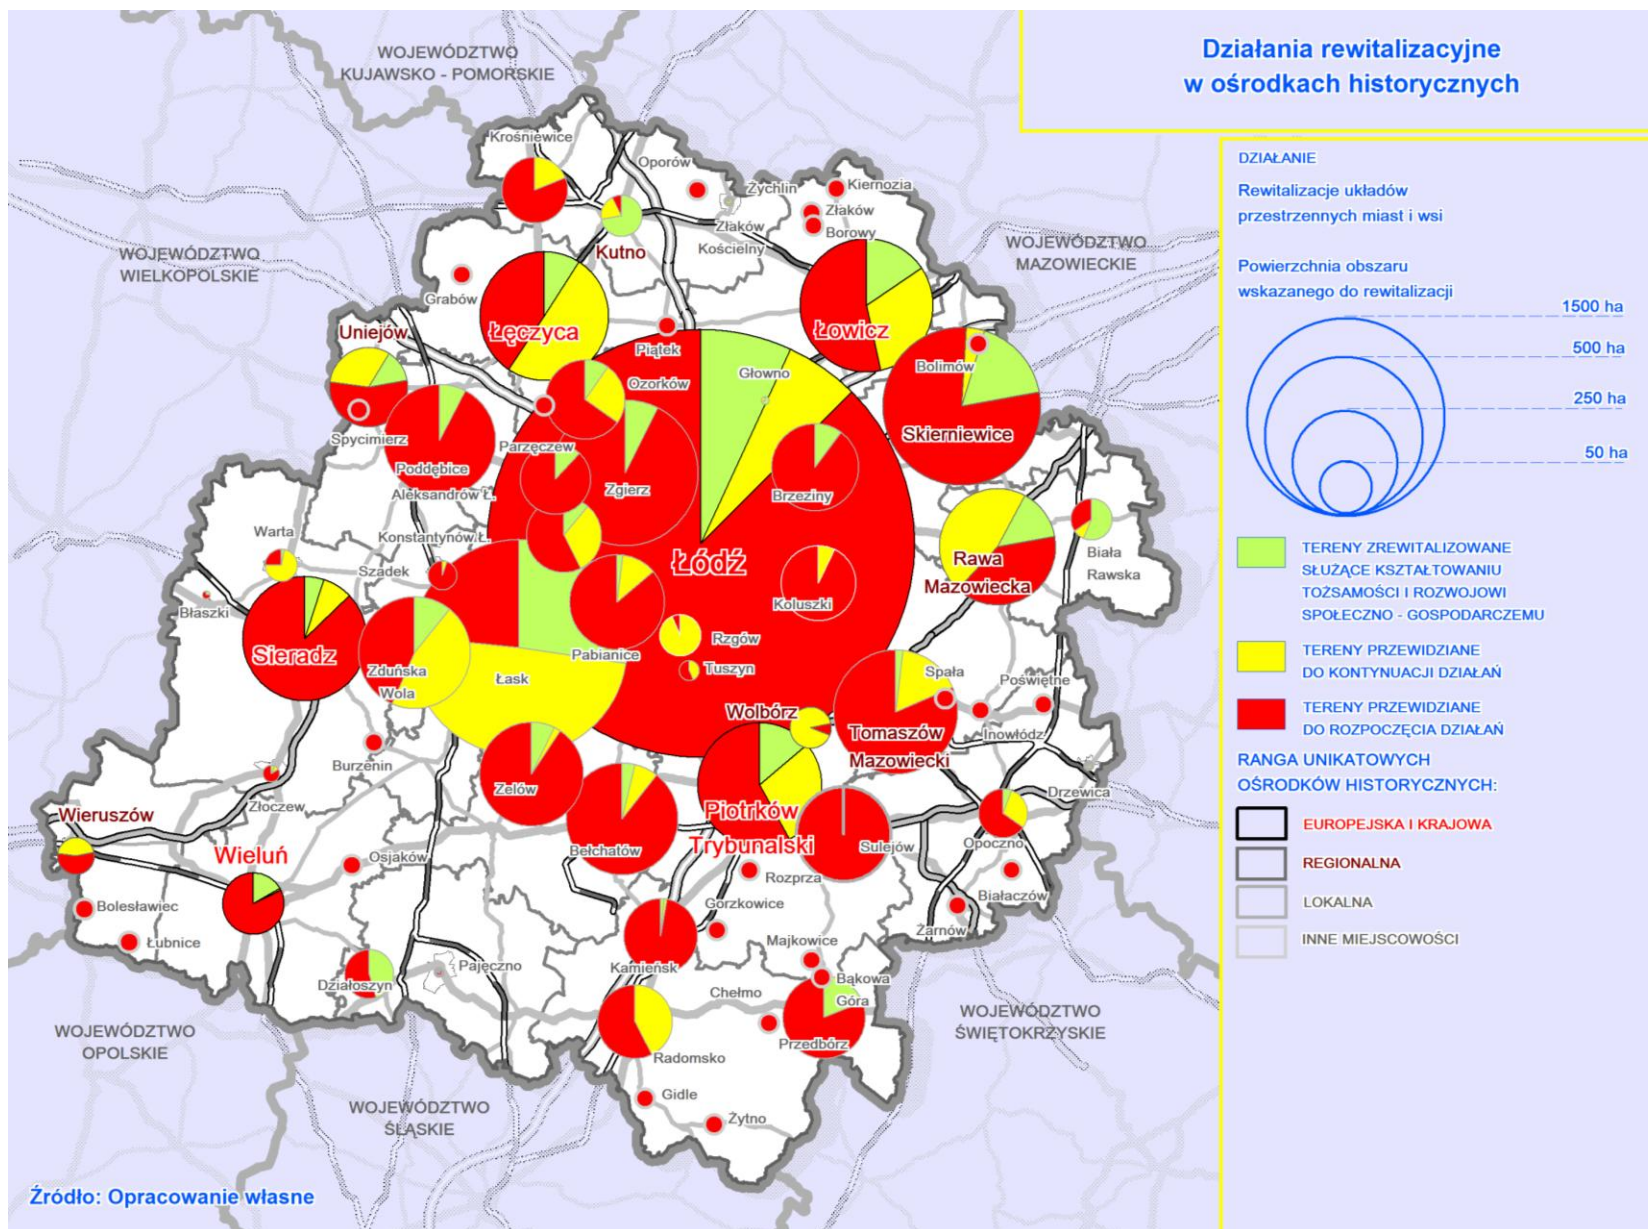 Działania rewitalizacyjne
w ośrodkach historycznych
WOJEWÓDZTWO
KUJAWSKO - POMORSKIE
WOJEWÓDZTWO
WIELKOPOLSKIE
WOJEWÓDZTWO
MAZOWIECKIE
Krośniewice
Oporów
Żychlin
Kiernozia
Złaków
Borowy
Złaków
Kościelny
Kutno
Grabów
Łęczyca
Łowicz
Uniejów
Piątek
Głowno
Bolimów
Ozorków
Skierniewice
Spycimierz
Parzęczew
Poddębice
Zgierz
Brzeziny
Aleksandrów Ł.
Warta
Konstantynów Ł.
Szadek
Łódź
Rawa
Mazowiecka
Biała
Rawska
Błaszki
Koluszki
Sieradz
Zduńska
Wola
Łask
Pabianice
Rzgów
Tuszyn
Spała
Poświętne
Wolbórz
Tomaszów
Mazowiecki
Inowłódz
Burzenin
Złoczew
Zelów
Piotrków
Trybunalski
Drzewica
Wieruszów
Wieluń
Osjaków
Bełchatów
Sulejów
Opoczno
Rozprza
Białaczów
Bolesławiec
Łubnice
Gorzkowice
Żarnów
Majkowice
Kamieńsk
Działoszyn
Pajęczno
Bąkowa
Góra
Chełmo
Przedbórz
Radomsko
Gidle
Żytno
WOJEWÓDZTWO
OPOLSKIE
WOJEWÓDZTWO
ŚLĄSKIE
WOJEWÓDZTWO
ŚWIĘTOKRZYSKIE
Źródło: Opracowanie własne
DZIAŁANIE
Rewitalizacje układów
przestrzennych miast i wsi
Powierzchnia obszaru
wskazanego do rewitalizacji
1500 ha
500 ha
250 ha
50 ha
TERENY ZREWITALIZOWANE
SŁUŻĄCE KSZTAŁTOWANIU
TOŻSAMOŚCI I ROZWOJOWI
SPOŁECZNO - GOSPODARCZEMU
TERENY PRZEWIDZIANE
DO KONTYNUACJI DZIAŁAŃ
TERENY PRZEWIDZIANE
DO ROZPOCZĘCIA DZIAŁAŃ
RANGA UNIKATOWYCH
OŚRODKÓW HISTORYCZNYCH:
EUROPEJSKA I KRAJOWA
REGIONALNA
LOKALNA
INNE MIEJSCOWOŚCI